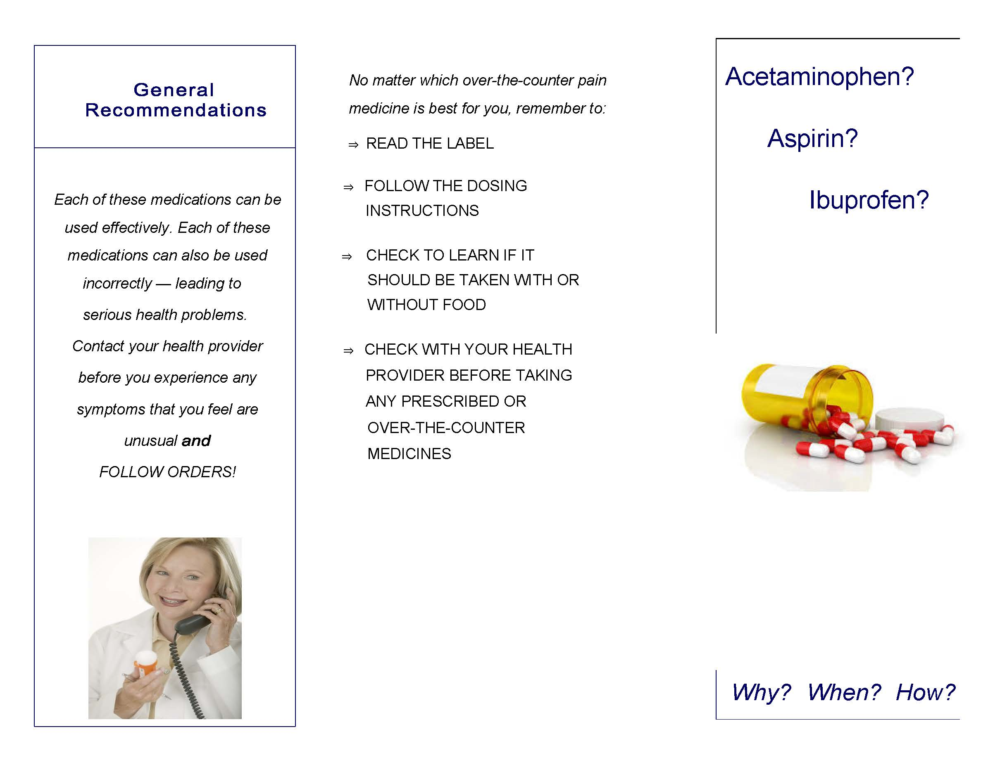 General
Recommendations
Each of these medications can be
used effectively. Each of these
medications can also be used
incorrectly — leading to
serious health problems.
Contact your health provider
before you experience any
symptoms that you feel are
unusual and
FOLLOW ORDERS!
No matter which over-the-counter pain
medicine is best for you, remember to:
⇒ READ THE LABEL
⇒ FOLLOW THE DOSING
INSTRUCTIONS
⇒ CHECK TO LEARN IF IT
SHOULD BE TAKEN WITH OR
WITHOUT FOOD
⇒ CHECK WITH YOUR HEALTH
PROVIDER BEFORE TAKING
ANY PRESCRIBED OR
OVER-THE-COUNTER
MEDICINES
Acetaminophen?
Aspirin?
Ibuprofen?
Why? When? How?